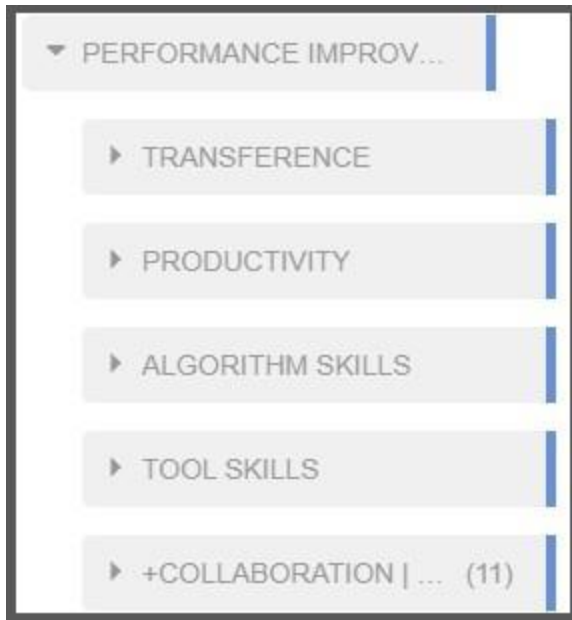 PERFORMANCE IMPROV...
TRANSFERENCE
PRODUCTIVITY
ALGORITHM SKILLS
TOOL SKILLS
+COLLABORATION | ... (11)